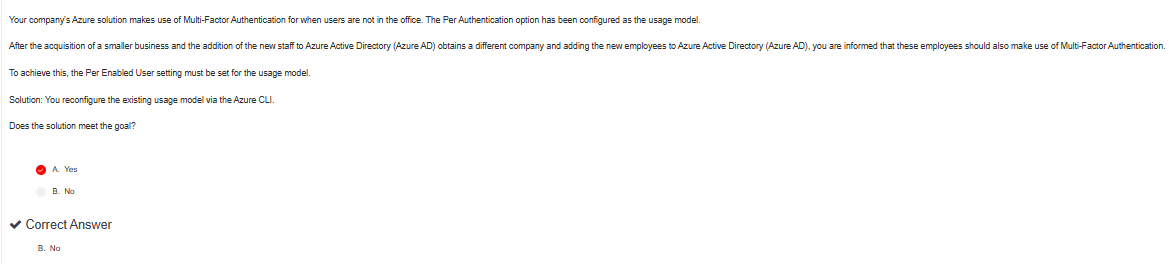 Your company's Azure solution makes use of Multi-Factor Authentication for when users are not in the office. The Per Authentication option has been configured as the usage model.
After the acquisition of a smaller business and the addition of the new staff to Azure Active Directory (Azure AD) obtains a different company and adding the new employees to Azure Active Directory (Azure AD), you are informed that these employees should also make use of Multi-Factor Authentication.
To achieve this, the Per Enabled User setting must be set for the usage model.
Solution: You reconfigure the existing usage model via the Azure CLI.
Does the solution meet the goal?
A. Yes
B. No
Correct Answer
B. No